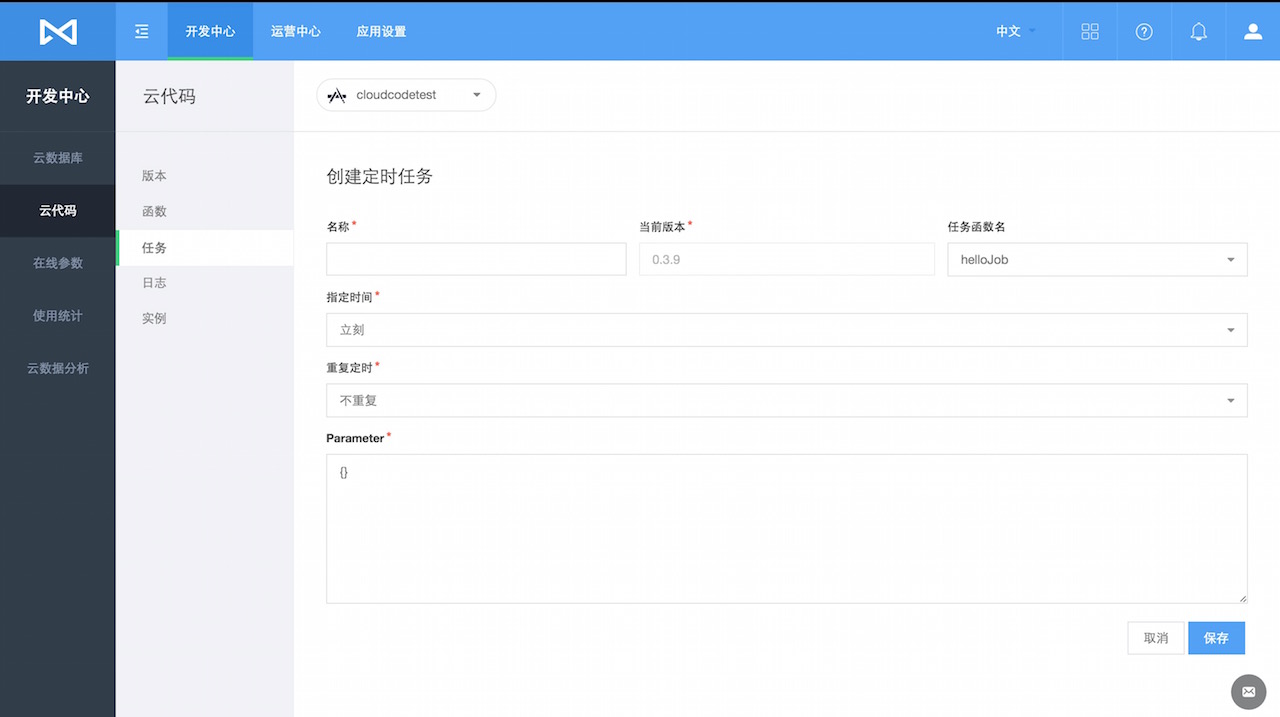 开发中心 运营中心 应用设置 中文
开发中心
云数据库
云代码
在线参数
使用统计
云数据分析
云代码
版本
函数
任务
日志
实例
cloudcodetest
创建定时任务
名称* 当前版本* 任务函数名
0.3.9 helloJob
指定时间*
立刻
重复定时*
不重复
Parameter*
{}
取消 保存